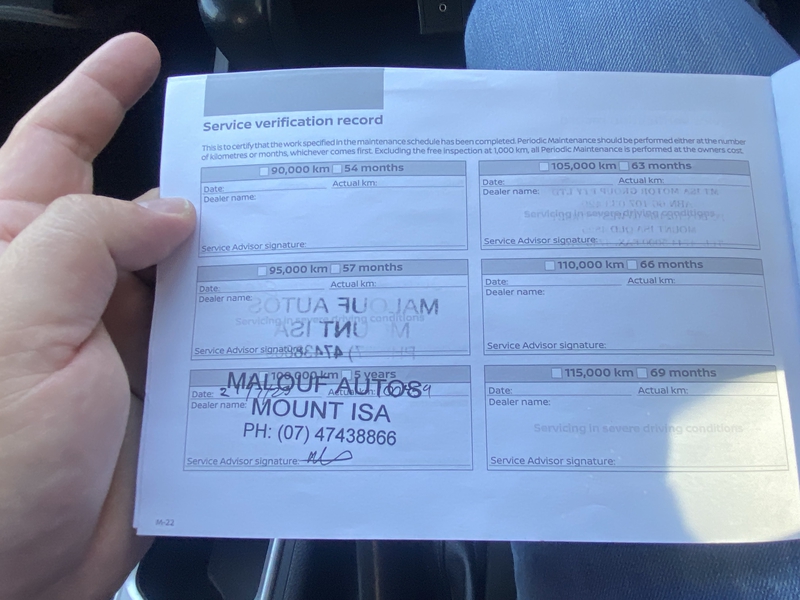 Service verification record
This is to certify that the work specified in the maintenance schedule has been completed. Periodic Maintenance should be performed either at the number
of kilometres or months, whichever comes first. Excluding the free inspection at 1,000 km, all Periodic Maintenance is performed at the owners cost.
90,000 km 54 months
Date: Actual km:
Dealer name:
Service Advisor signature:
95,000 km 57 months
Date: Actual km:
Dealer name:
Service Advisor signature:
100,000 km 5 years
Date: Actual km:
MALOUF AUTOS
Dealer name:
MOUNT ISA
PH: (07) 47438866
Service Advisor signature:
105,000 km 63 months
Date: Actual km:
Dealer name:
Servicing in severe driving conditions
Service Advisor signature:
110,000 km 66 months
Date: Actual km:
Dealer name:
Service Advisor signature:
115,000 km 69 months
Date: Actual km:
Dealer name:
Servicing in severe driving conditions
Service Advisor signature:
M-22